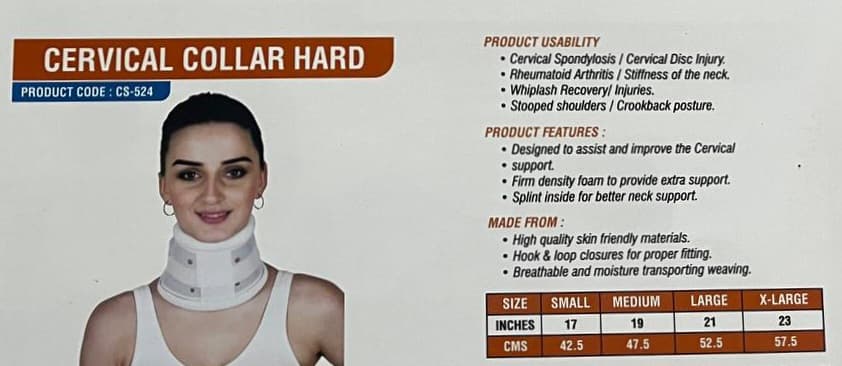 CERVICAL COLLAR HARD
PRODUCT CODE : CS-524
PRODUCT USABILITY
• Cervical Spondylosis / Cervical Disc Injury.
• Rheumatoid Arthritis / Stiffness of the neck.
• Whiplash Recovery/ Injuries.
• Stooped shoulders / Crookback posture.
PRODUCT FEATURES :
• Designed to assist and improve the Cervical
• support.
• Firm density foam to provide extra support.
• Splint inside for better neck support.
MADE FROM :
• High quality skin friendly materials.
• Hook & loop closures for proper fitting.
• Breathable and moisture transporting weaving.
SIZE SMALL MEDIUM LARGE X-LARGE
INCHES 17 19 21 23
CMS 42.5 47.5 52.5 57.5